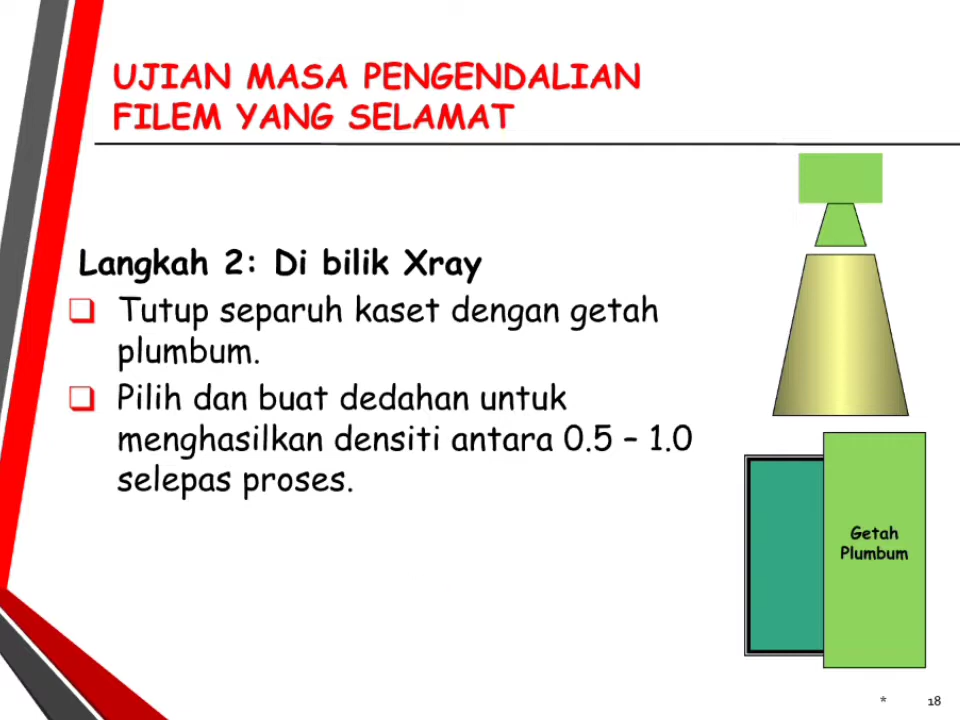 UJIAN MASA PENGENDALIAN
FILEM YANG SELAMAT
Langkah 2: Di bilik Xray
❑ Tutup separuh kaset dengan getah
plumbum.
❑ Pilih dan buat dedahan untuk
menghasilkan densiti antara 0.5 – 1.0
selepas proses.
Getah
Plumbum
* 18